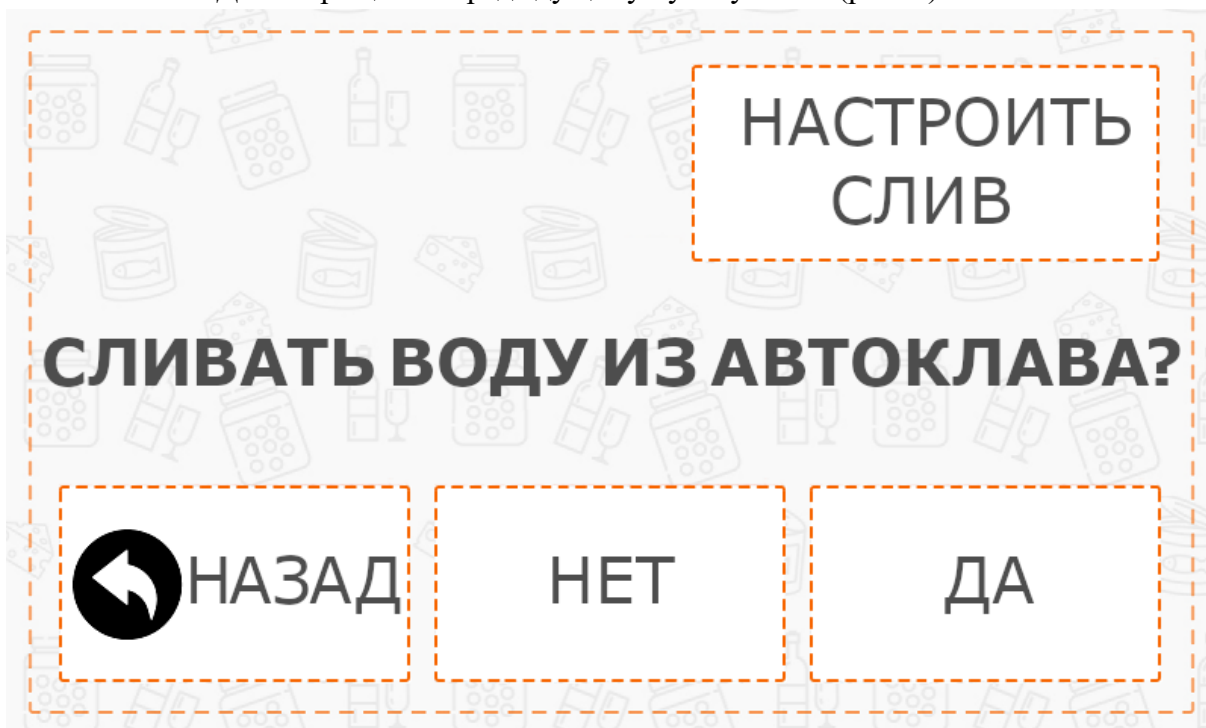 НАСТРОИТЬ
СЛИВ
СЛИВАТЬ ВОДУ ИЗ АВТОКЛАВА?
НАЗАД
НЕТ
ДА